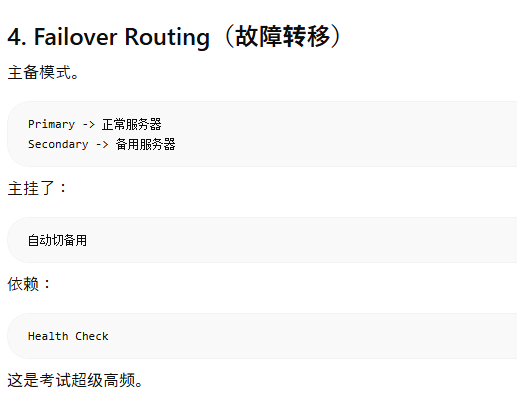 4. Failover Routing（故障转移）
主备模式。
Primary -> 正常服务器
Secondary -> 备用服务器
主挂了：
自动切备用
依赖：
Health Check
这是考试超级高频。